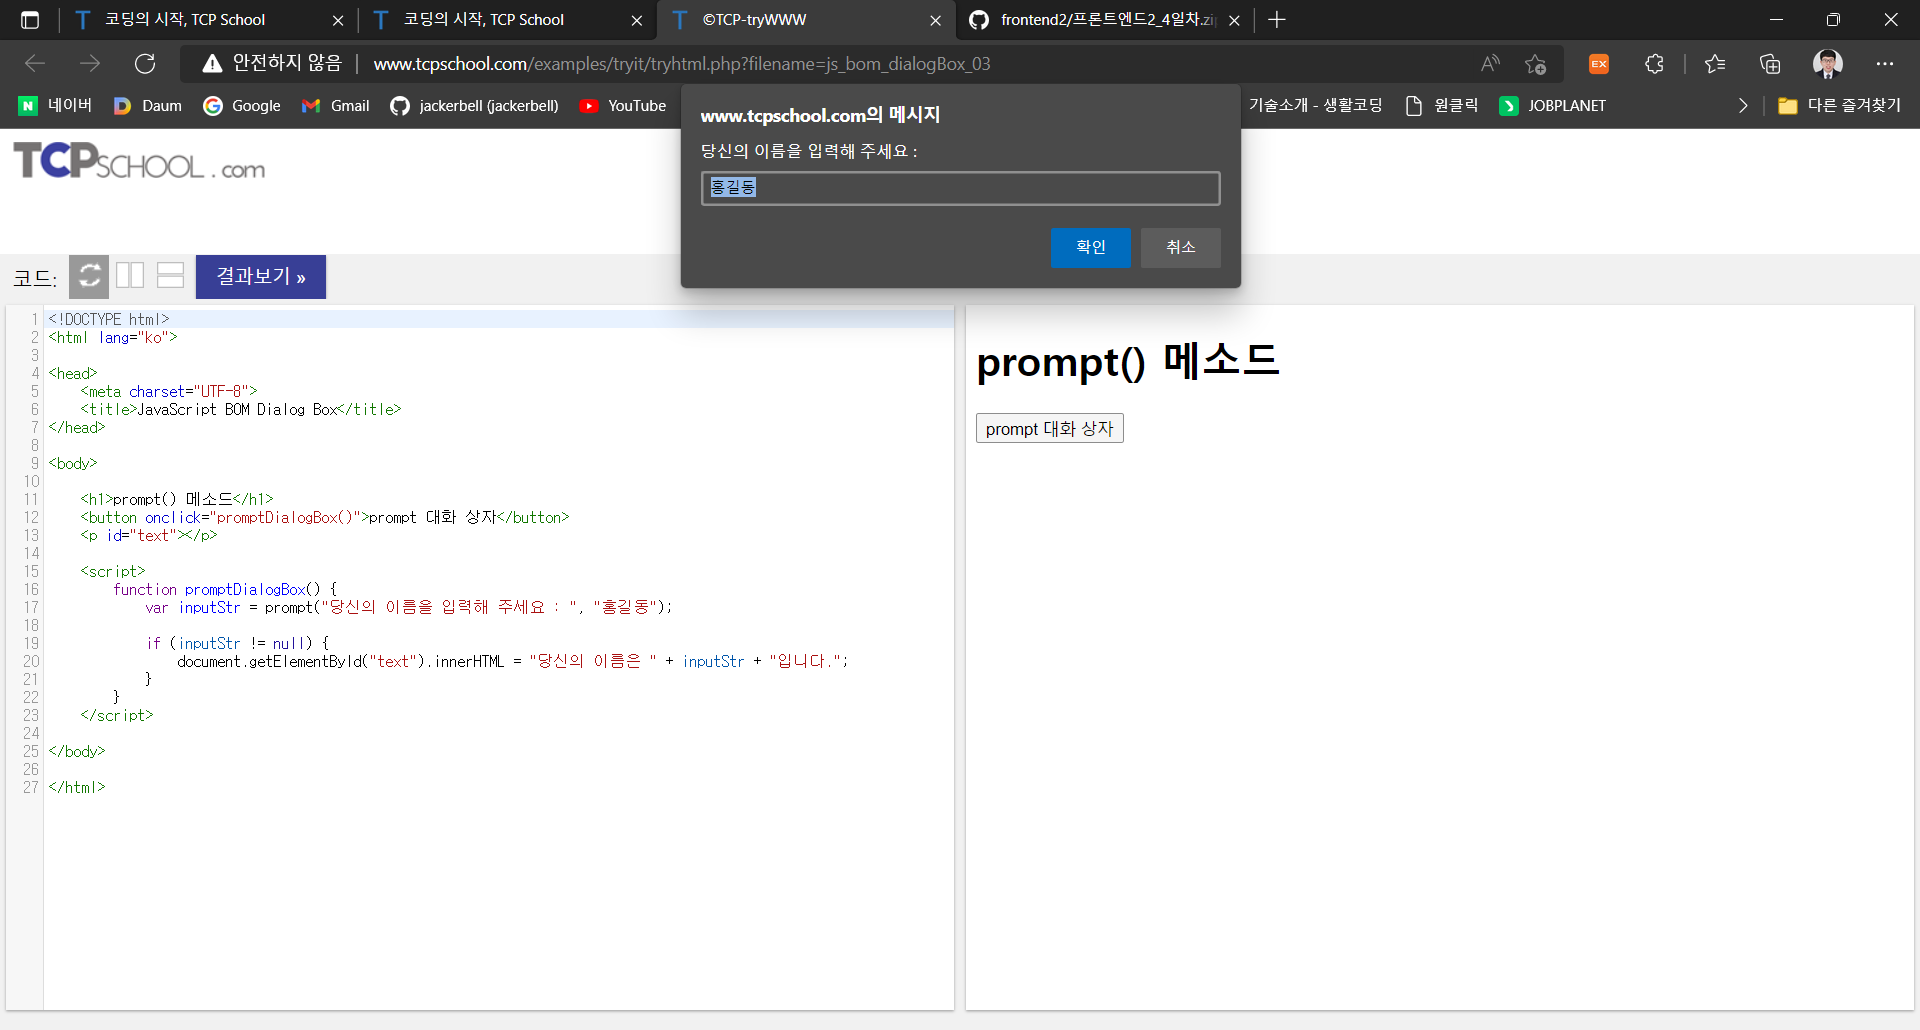 코딩의 시작, TCP School
코딩의 시작, TCP School
©TCP-tryWWW
frontend2/프론트엔드2_4일차.zi
안전하지 않음
www.tcpschool.com/examples/tryit/tryhtml.php?filename=js_bom_dialogBox_03
EX
N 네이버
Daum
Google
Gmail
jackerbell (jackerbell)
YouTube
기술소개 - 생활코딩
원클릭
JOBPLANET
다른 즐겨찾기
www.tcpschool.com의 메시지
당신의 이름을 입력해 주세요 :
홍길동
확인
취소
TCPSCHOOL.com
코드:
결과보기 »
1 <!DOCTYPE html>
2 <html lang="ko">
3
4 <head>
5     <meta charset="UTF-8">
6     <title>JavaScript BOM Dialog Box</title>
7 </head>
8
9 <body>
10
11     <h1>prompt() 메소드</h1>
12     <button onclick="promptDialogBox()">prompt 대화 상자</button>
13     <p id="text"></p>
14
15     <script>
16         function promptDialogBox() {
17             var inputStr = prompt("당신의 이름을 입력해 주세요 : ", "홍길동");
18
19             if (inputStr != null) {
20                 document.getElementById("text").innerHTML = "당신의 이름은 " + inputStr + "입니다.";
21             }
22         }
23     </script>
24
25 </body>
26
27 </html>
prompt() 메소드
prompt 대화 상자